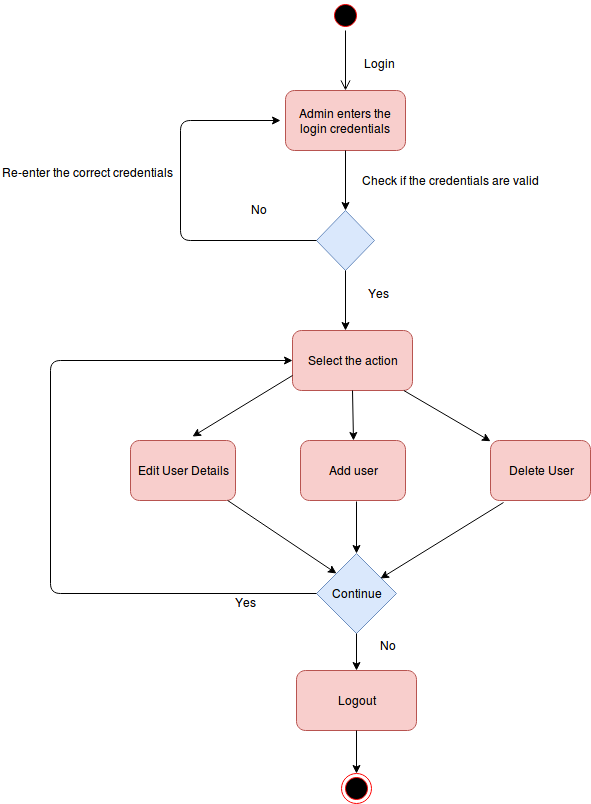 Login
Admin enters the
login credentials
Re-enter the correct credentials
Check if the credentials are valid
No
Yes
Select the action
Edit User Details
Add user
Delete User
Continue
Yes
No
Logout